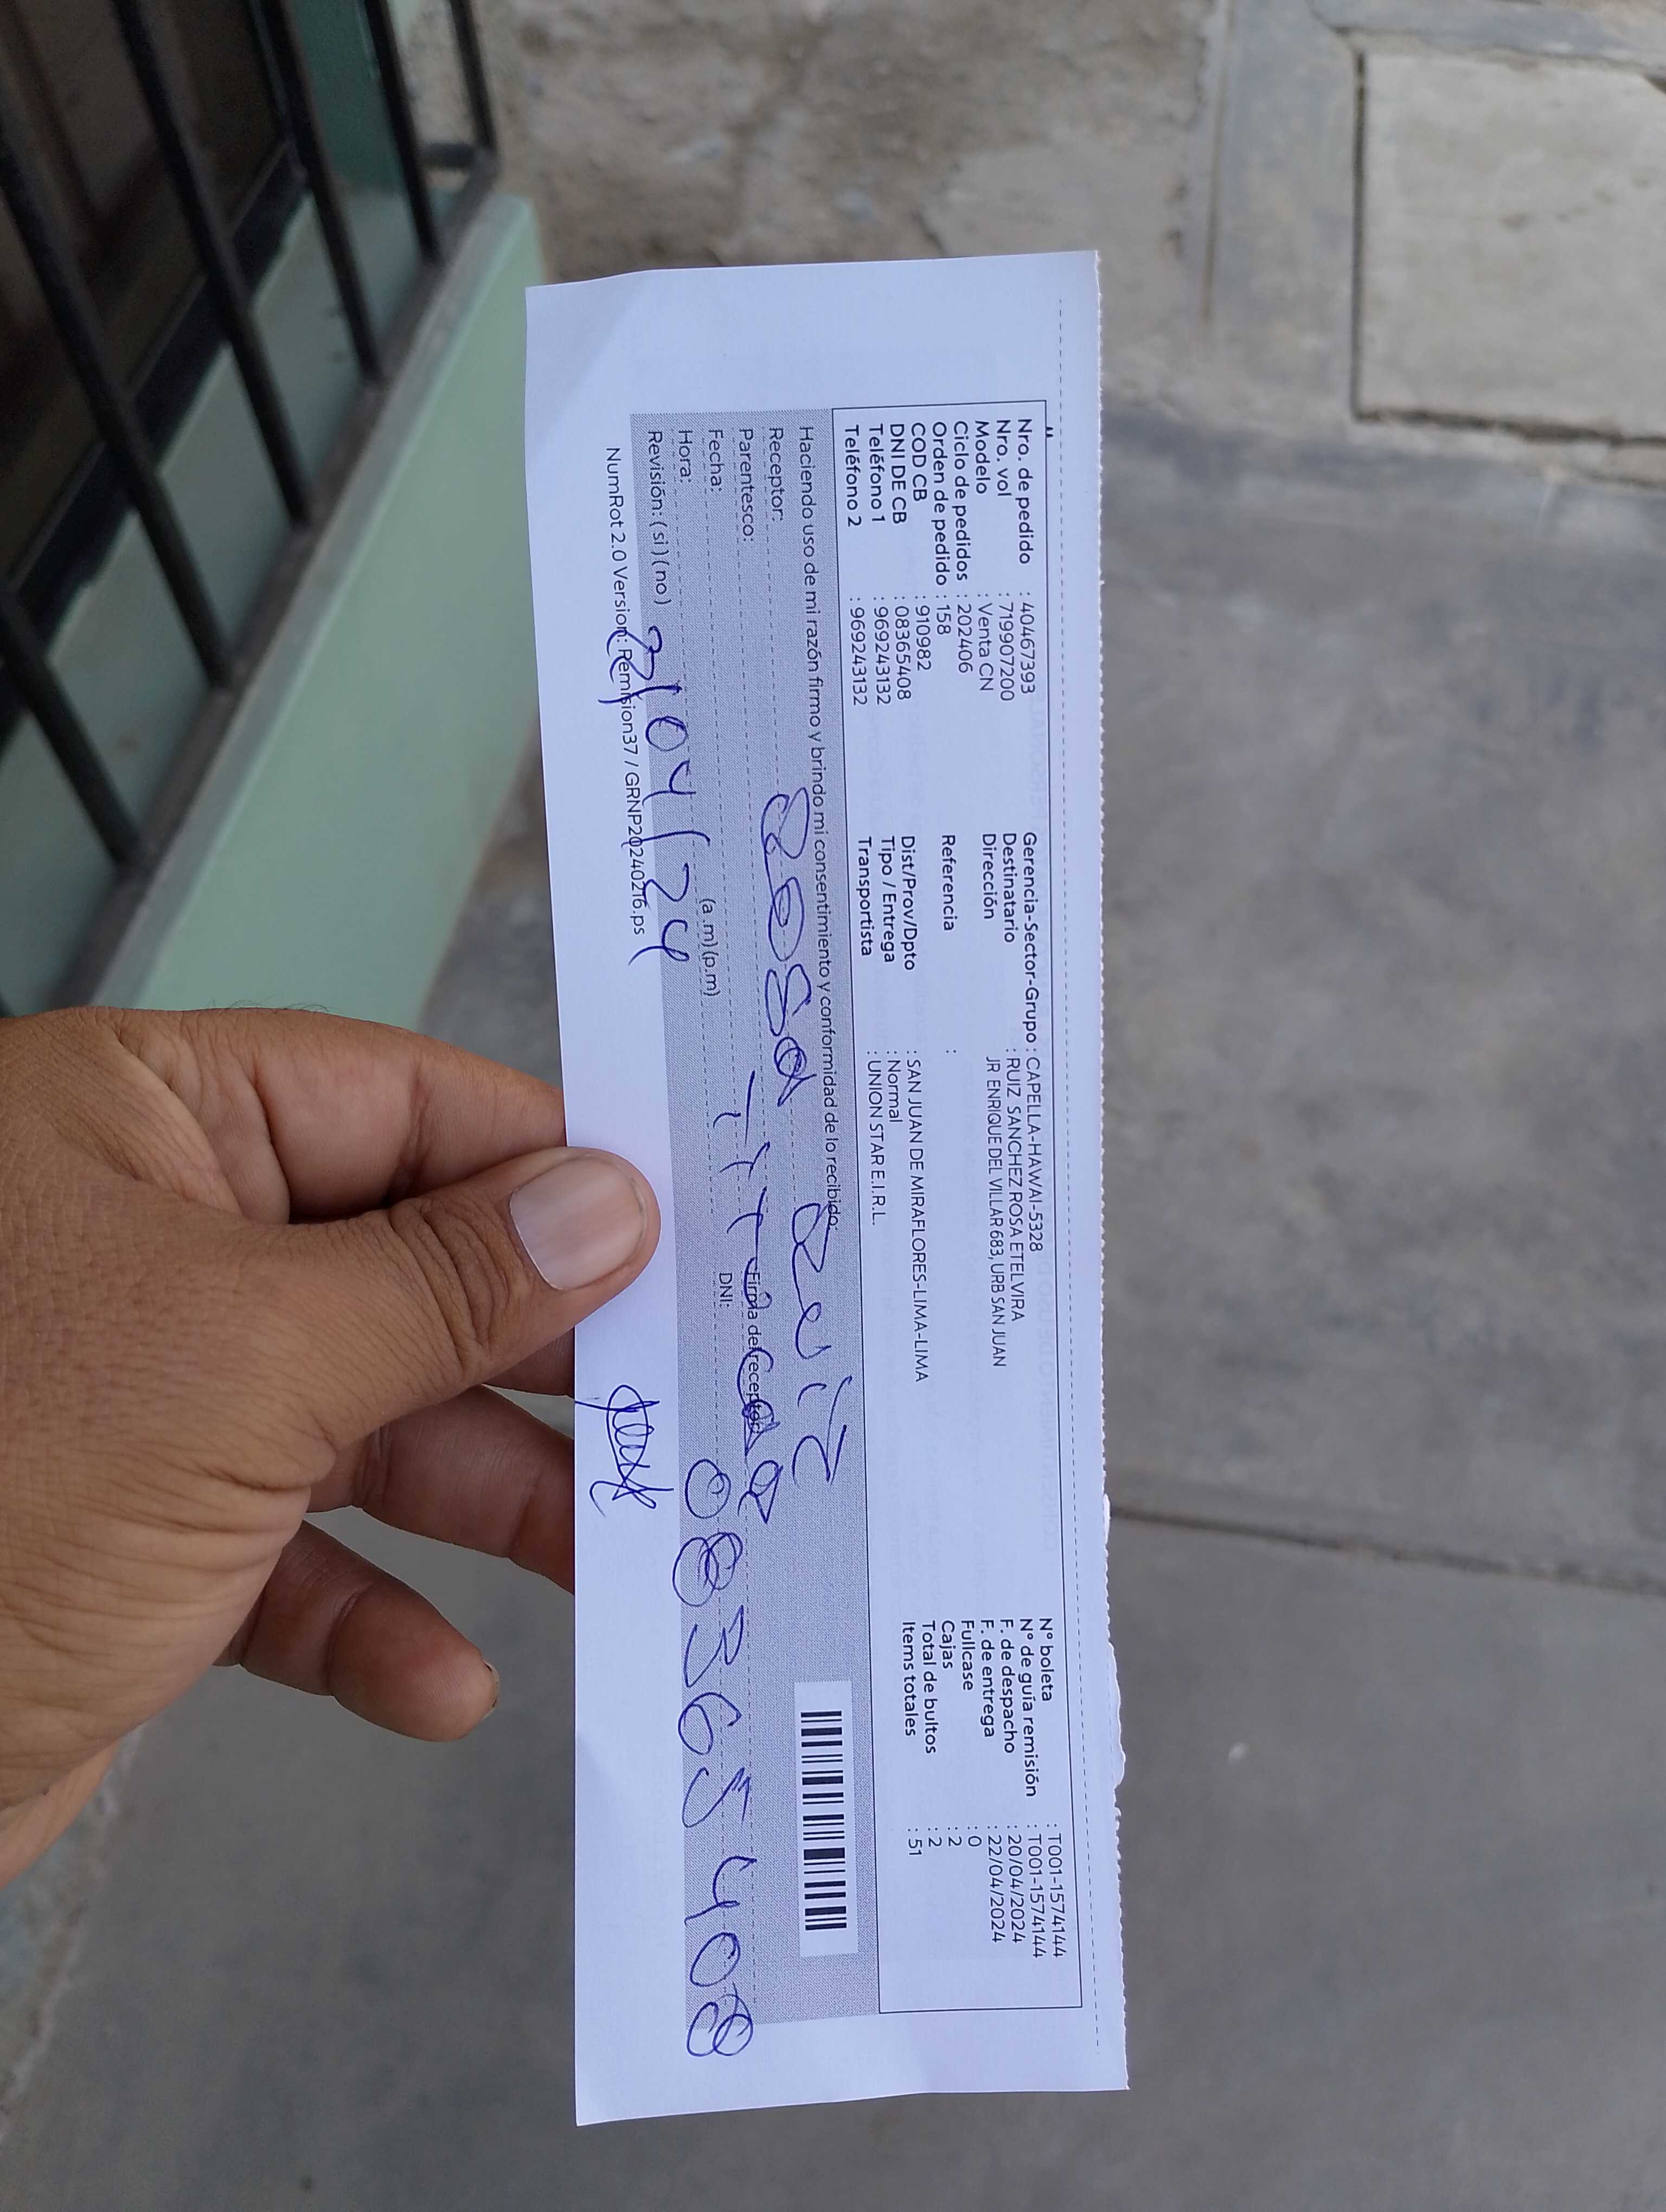 Nro. de pedido : 40467393
Nro. vol : 719907200
Modelo : Venta CN
Ciclo de pedidos : 202406
Orden de pedido : 158
COD CB : 910982
DNI DE CB : 08365408
Teléfono 1 : 969243132
Teléfono 2 : 969243132
Gerencia-Sector-Grupo : CAPELLA-HAWAI-5328
Destinatario : RUIZ SANCHEZ ROSA ETELVIRA
Dirección JR ENRIQUE DEL VILLAR 683, URB SAN JUAN
Referencia :
Dist/Prov/Dpto : SAN JUAN DE MIRAFLORES-LIMA-LIMA
Tipo / Entrega : Normal
Transportista : UNION STAR E.I.R.L.
N° boleta : T001-1574144
N° de guía remisión : T001-1574144
F. de despacho : 20/04/2024
F. de entrega : 22/04/2024
Fullcase : 0
Cajas : 2
Total de bultos : 2
Items totales : 51
Haciendo uso de mi razón firmo y brindo mi consentimiento y conformidad de lo recibido:
Receptor: Rosa Ruiz
Parentesco: Titular
Firma del receptor
Fecha:
DNI: 08365408
Hora: (a.m)(p.m)
Revisión: (si) (no) /04/24
NumRot 2.0 Version: Remision37 / GRNP20240216.ps